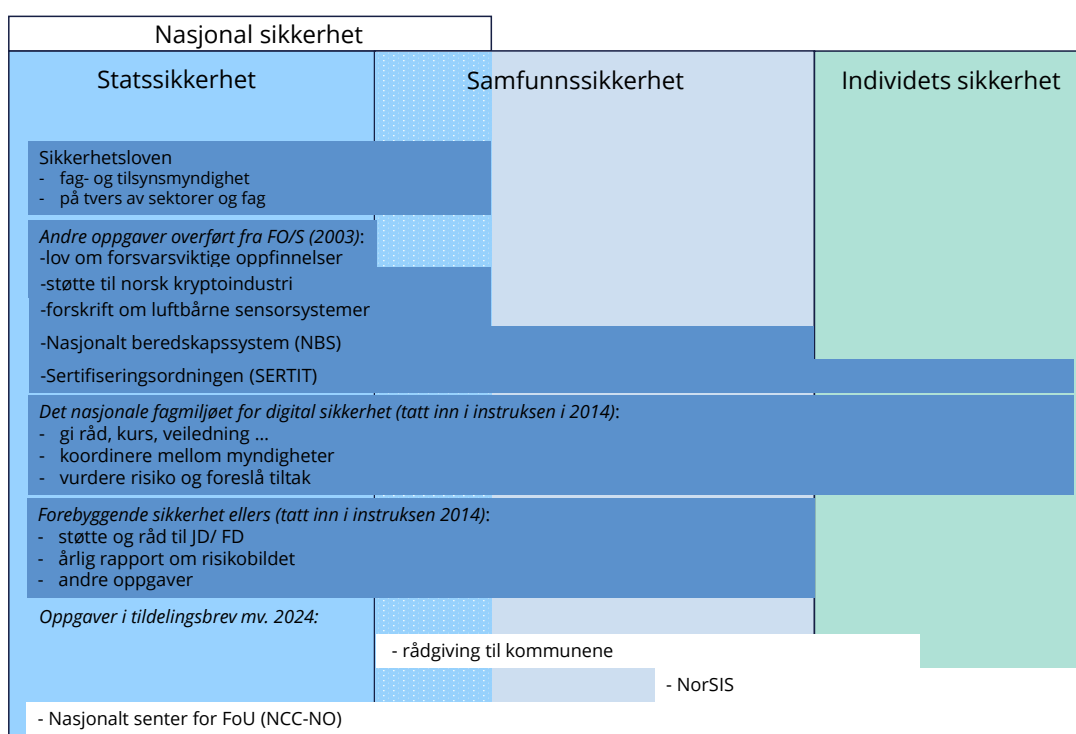 Nasjonal sikkerhet
Statssikkerhet
Samfunnssikkerhet
Individets sikkerhet
Sikkerhetsloven
- fag- og tilsynsmyndighet
- på tvers av sektorer og fag
Andre oppgaver overført fra FO/S (2003):
-lov om forsvarsviktige oppfinnelser
-støtte til norsk kryptoindustri
-forskrift om luftbårne sensorsystemer
-Nasjonalt beredskapssystem (NBS)
-Sertifiseringsordningen (SERTIT)
Det nasjonale fagmiljøet for digital sikkerhet (tatt inn i instruksen i 2014):
- gi råd, kurs, veiledning ...
- koordinere mellom myndigheter
- vurdere risiko og foreslå tiltak
Forebyggende sikkerhet ellers (tatt inn i instruksen 2014):
- støtte og råd til JD/ FD
- årlig rapport om risikobildet
- andre oppgaver
Oppgaver i tildelingsbrev mv. 2024:
- rådgiving til kommunene
- NorSIS
- Nasjonalt senter for FoU (NCC-NO)